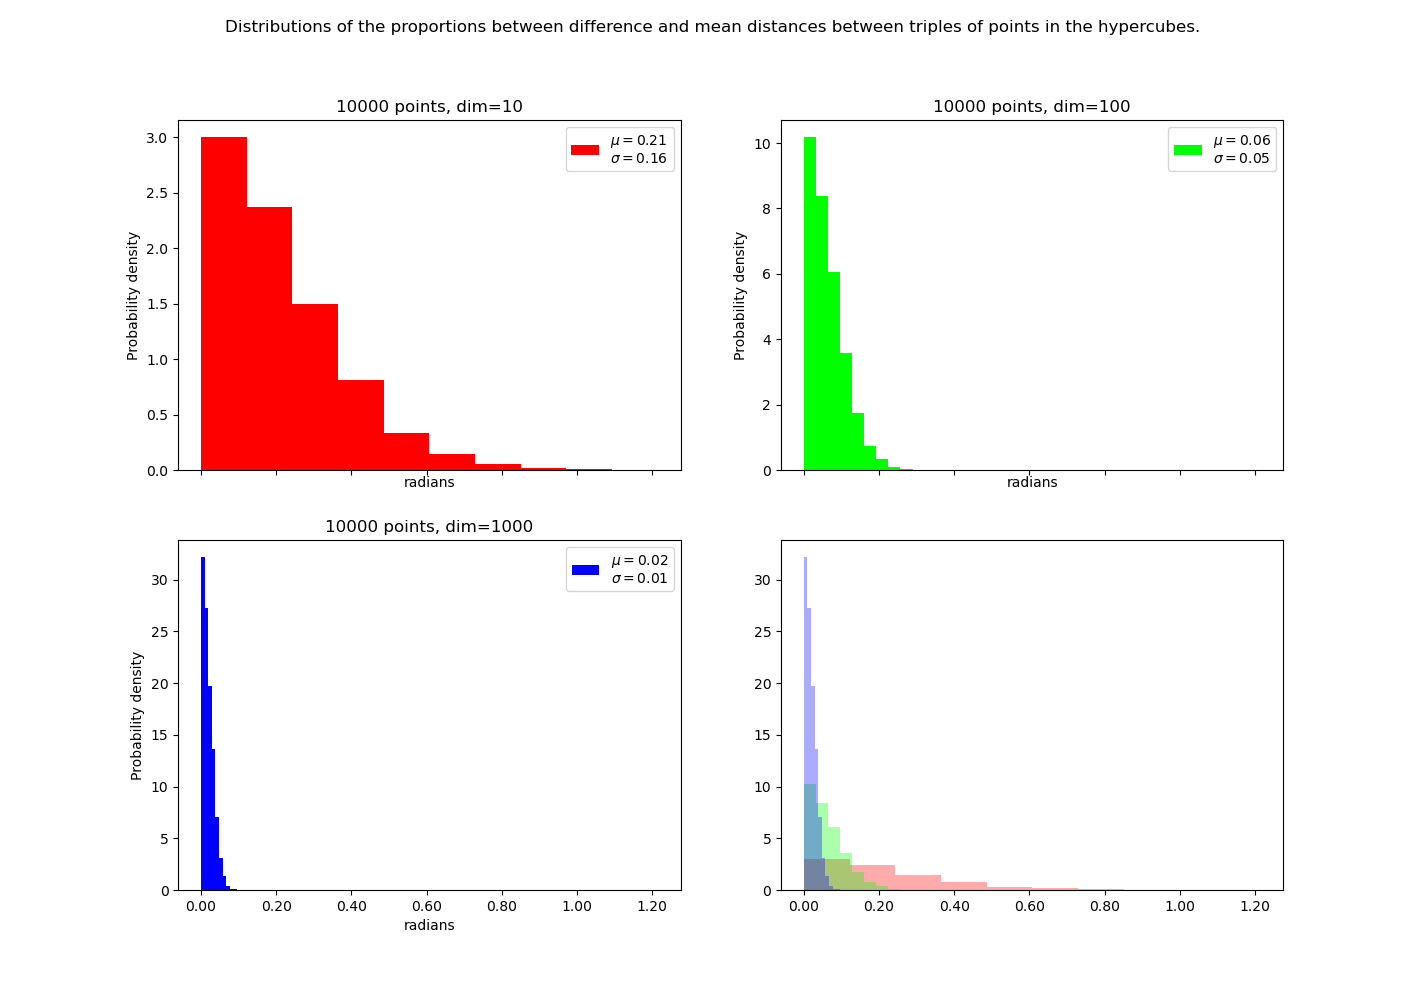 Distributions of the proportions between difference and mean distances between triples of points in the hypercubes.
10000 points, dim=10
3.0
2.5
2.0
1.5
1.0
0.5
0.0
Probability density
μ = 0.21
σ = 0.16
radians
10000 points, dim=100
10
8
6
4
2
0
Probability density
μ = 0.06
σ = 0.05
radians
10000 points, dim=1000
30
25
20
15
10
5
0
Probability density
μ = 0.02
σ = 0.01
0.00 0.20 0.40 0.60 0.80 1.00 1.20
radians
30
25
20
15
10
5
0
0.00 0.20 0.40 0.60 0.80 1.00 1.20